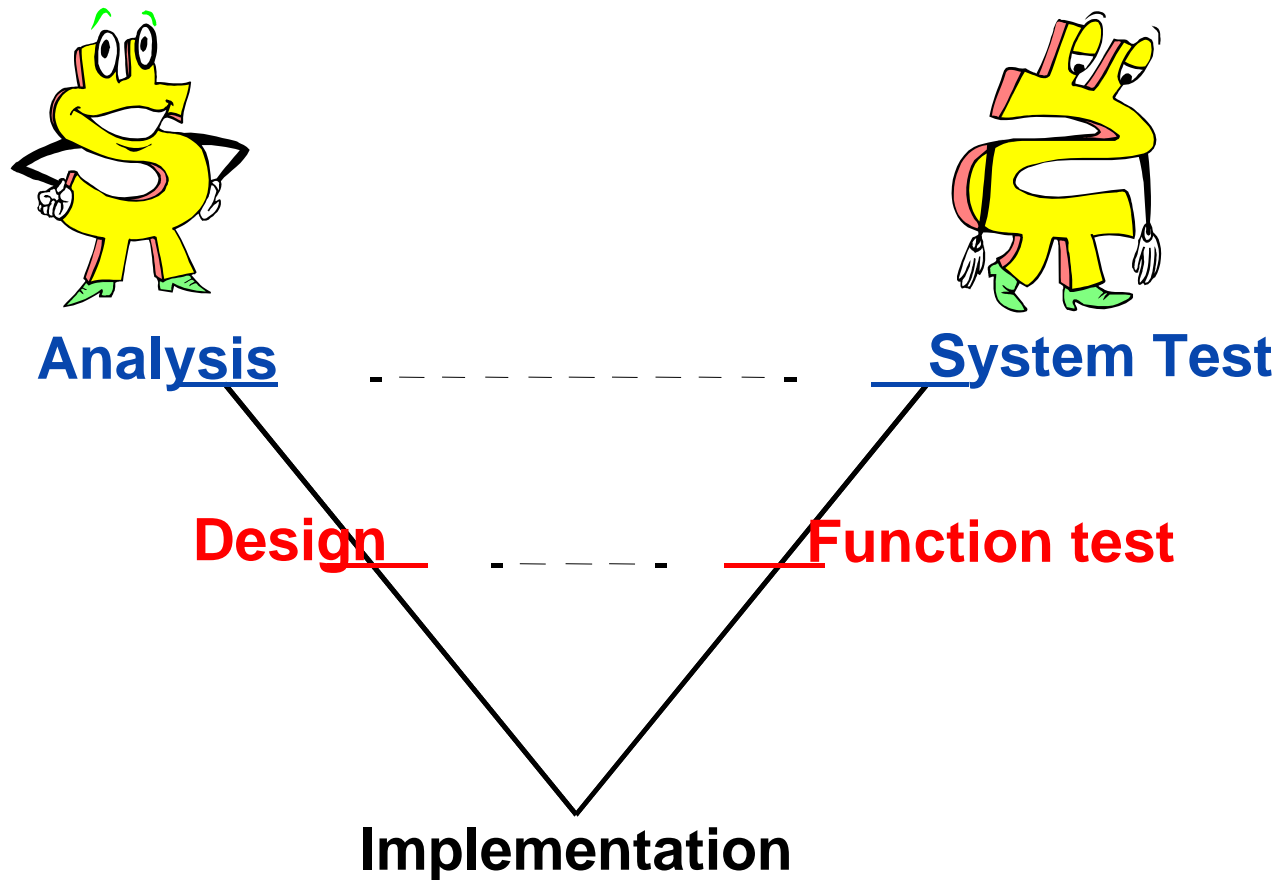 Analysis
System Test
Design
Function test
Implementation